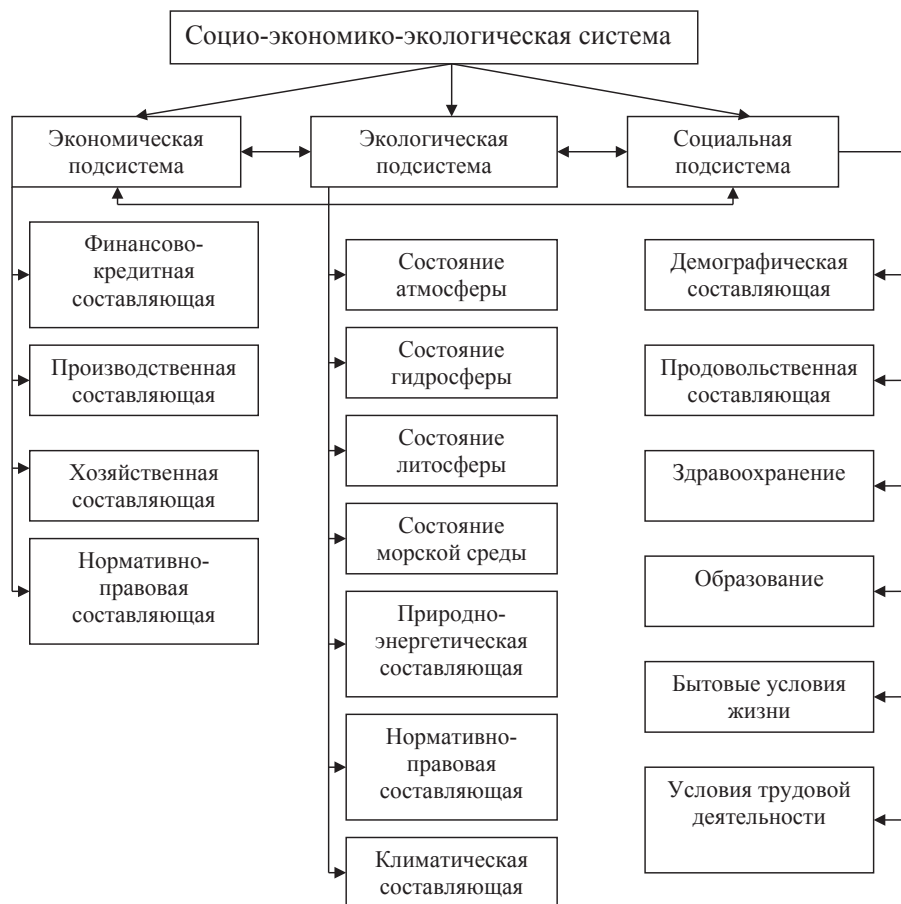 Социо-экономико-экологическая система
Экономическая
подсистема
Экологическая
подсистема
Социальная
подсистема
Финансово-
кредитная
составляющая
Производственная
составляющая
Хозяйственная
составляющая
Нормативно-
правовая
составляющая
Состояние
атмосферы
Состояние
гидросферы
Состояние
литосферы
Состояние
морской среды
Природно-
энергетическая
составляющая
Нормативно-
правовая
составляющая
Климатическая
составляющая
Демографическая
составляющая
Продовольственная
составляющая
Здравоохранение
Образование
Бытовые условия
жизни
Условия трудовой
деятельности